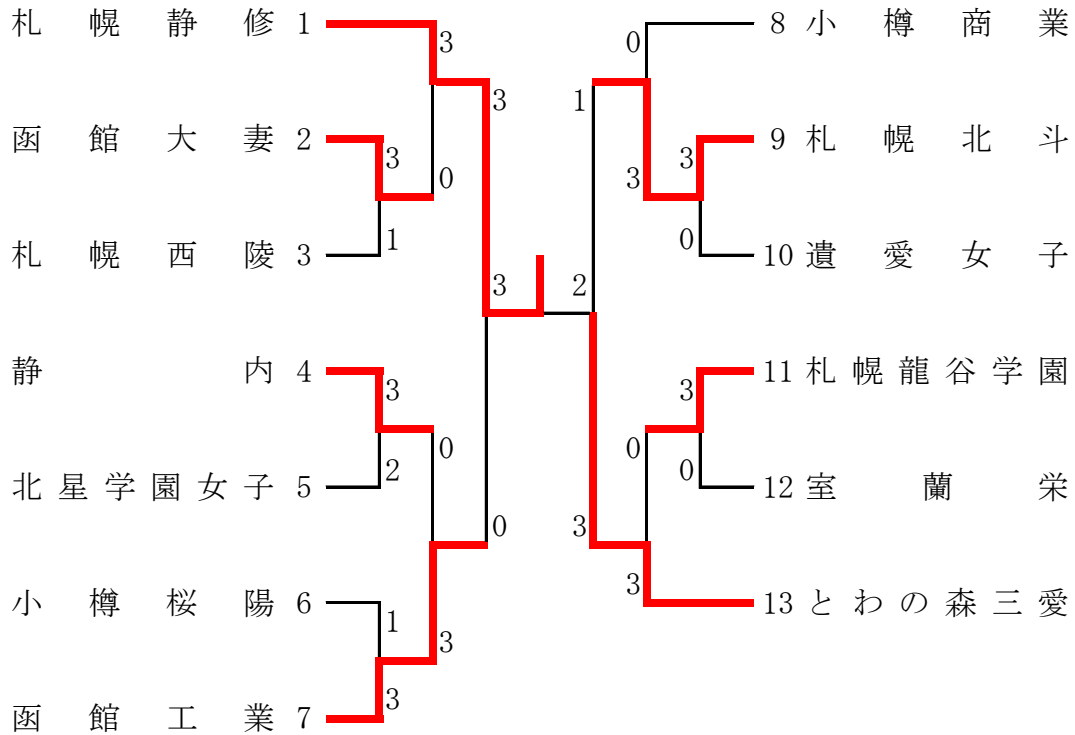 札幌静修 1 3 0 8 小樽商業
3 1
函館大妻 2 3 3 9 札幌北斗
0 3
札幌西陵 3 1 0 10 遺愛女子
3 2
静内 4 3 3 11 札幌龍谷学園
0 0
北星学園女子 5 2 0 12 室蘭栄
0 3
小樽桜陽 6 1 3 13 とわの森三愛
3
函館工業 7 3